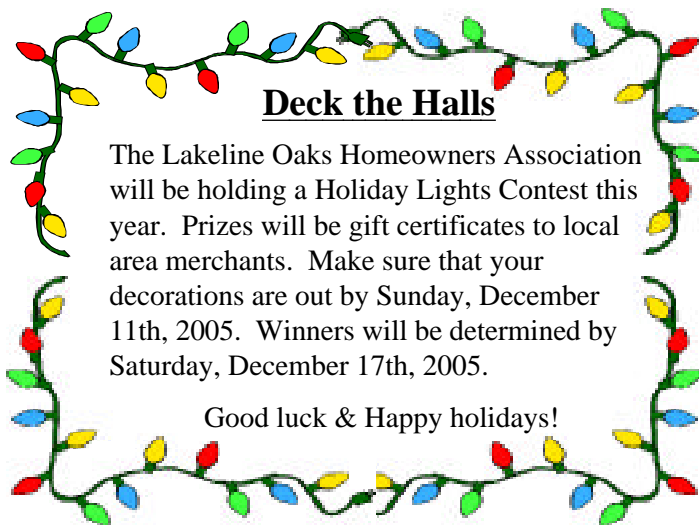 Deck the Halls
The Lakeline Oaks Homeowners Association
will be holding a Holiday Lights Contest this
year.  Prizes will be gift certificates to local
area merchants.  Make sure that your
decorations are out by Sunday, December
11th, 2005.  Winners will be determined by
Saturday, December 17th, 2005.
Good luck & Happy holidays!